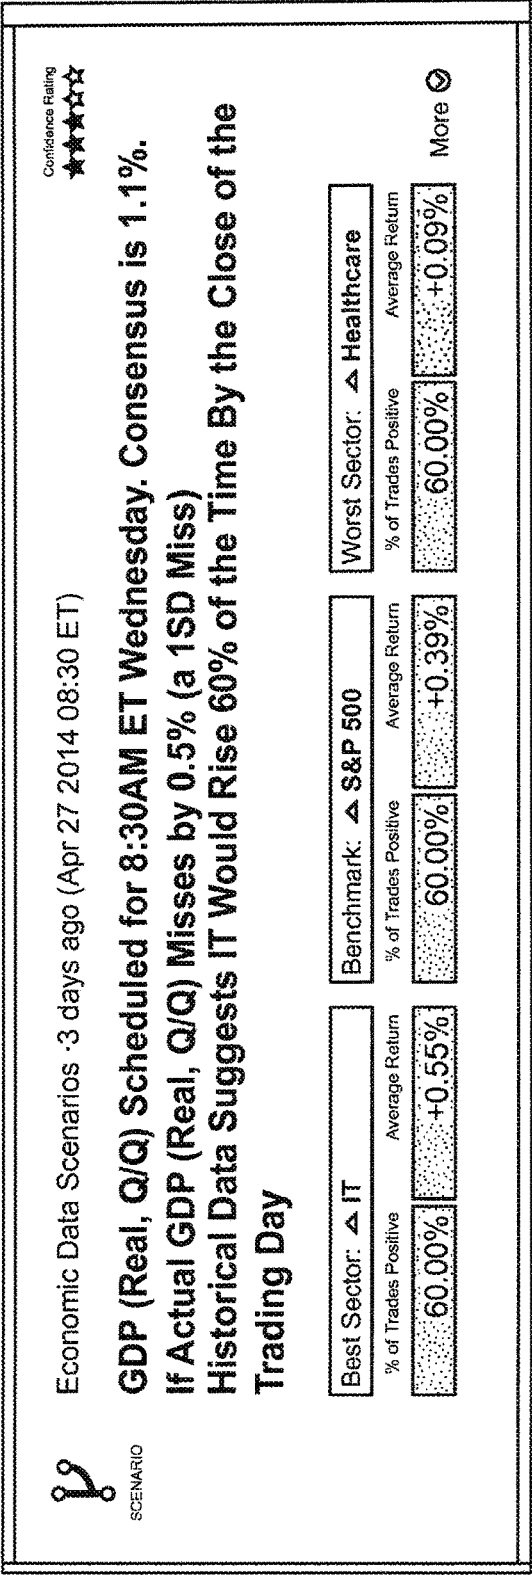 Economic Data Scenarios ·3 days ago (Apr 27 2014 08:30 ET)
Confidence Rating
SCENARIO
GDP (Real, Q/Q) Scheduled for 8:30AM ET Wednesday. Consensus is 1.1%.
If Actual GDP (Real, Q/Q) Misses by 0.5% (a 1SD Miss)
Historical Data Suggests IT Would Rise 60% of the Time By the Close of the
Trading Day
Best Sector: IT
% of Trades Positive Average Return
60.00% +0.55%
Benchmark: S&P 500
% of Trades Positive Average Return
60.00% +0.39%
Worst Sector: Healthcare
% of Trades Positive Average Return
60.00% +0.09%
More